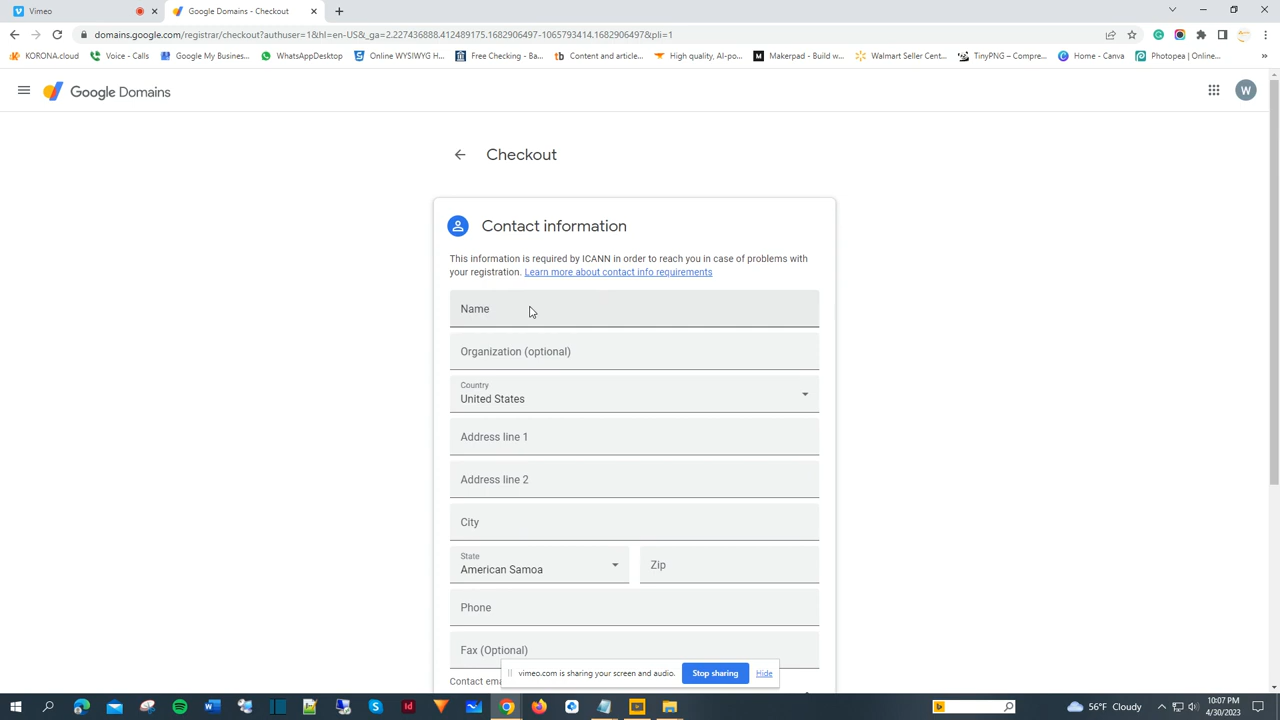 Vimeo
Google Domains - Checkout
domains.google.com/registrar/checkout?authuser=1&hl=en-US&_ga=2.227436888.412489175.1682906497-1065793414.1682906497&pli=1
KORONA.cloud
Voice - Calls
Google My Busines...
WhatsAppDesktop
Online WYSIWYG H...
Free Checking - Ba...
Content and article...
High quality, AI-po...
Makerpad - Build w...
Walmart Seller Cent...
TinyPNG – Compre...
Home - Canva
Photopea | Online...
»
Google Domains
W
Checkout
Contact information
This information is required by ICANN in order to reach you in case of problems with
your registration. Learn more about contact info requirements
Name
Organization (optional)
Country
United States
Address line 1
Address line 2
City
State
American Samoa
Zip
Phone
Fax (Optional)
Contact ema
vimeo.com is sharing your screen and audio.
Stop sharing
Hide
56°F Cloudy
10:07 PM
4/30/2023